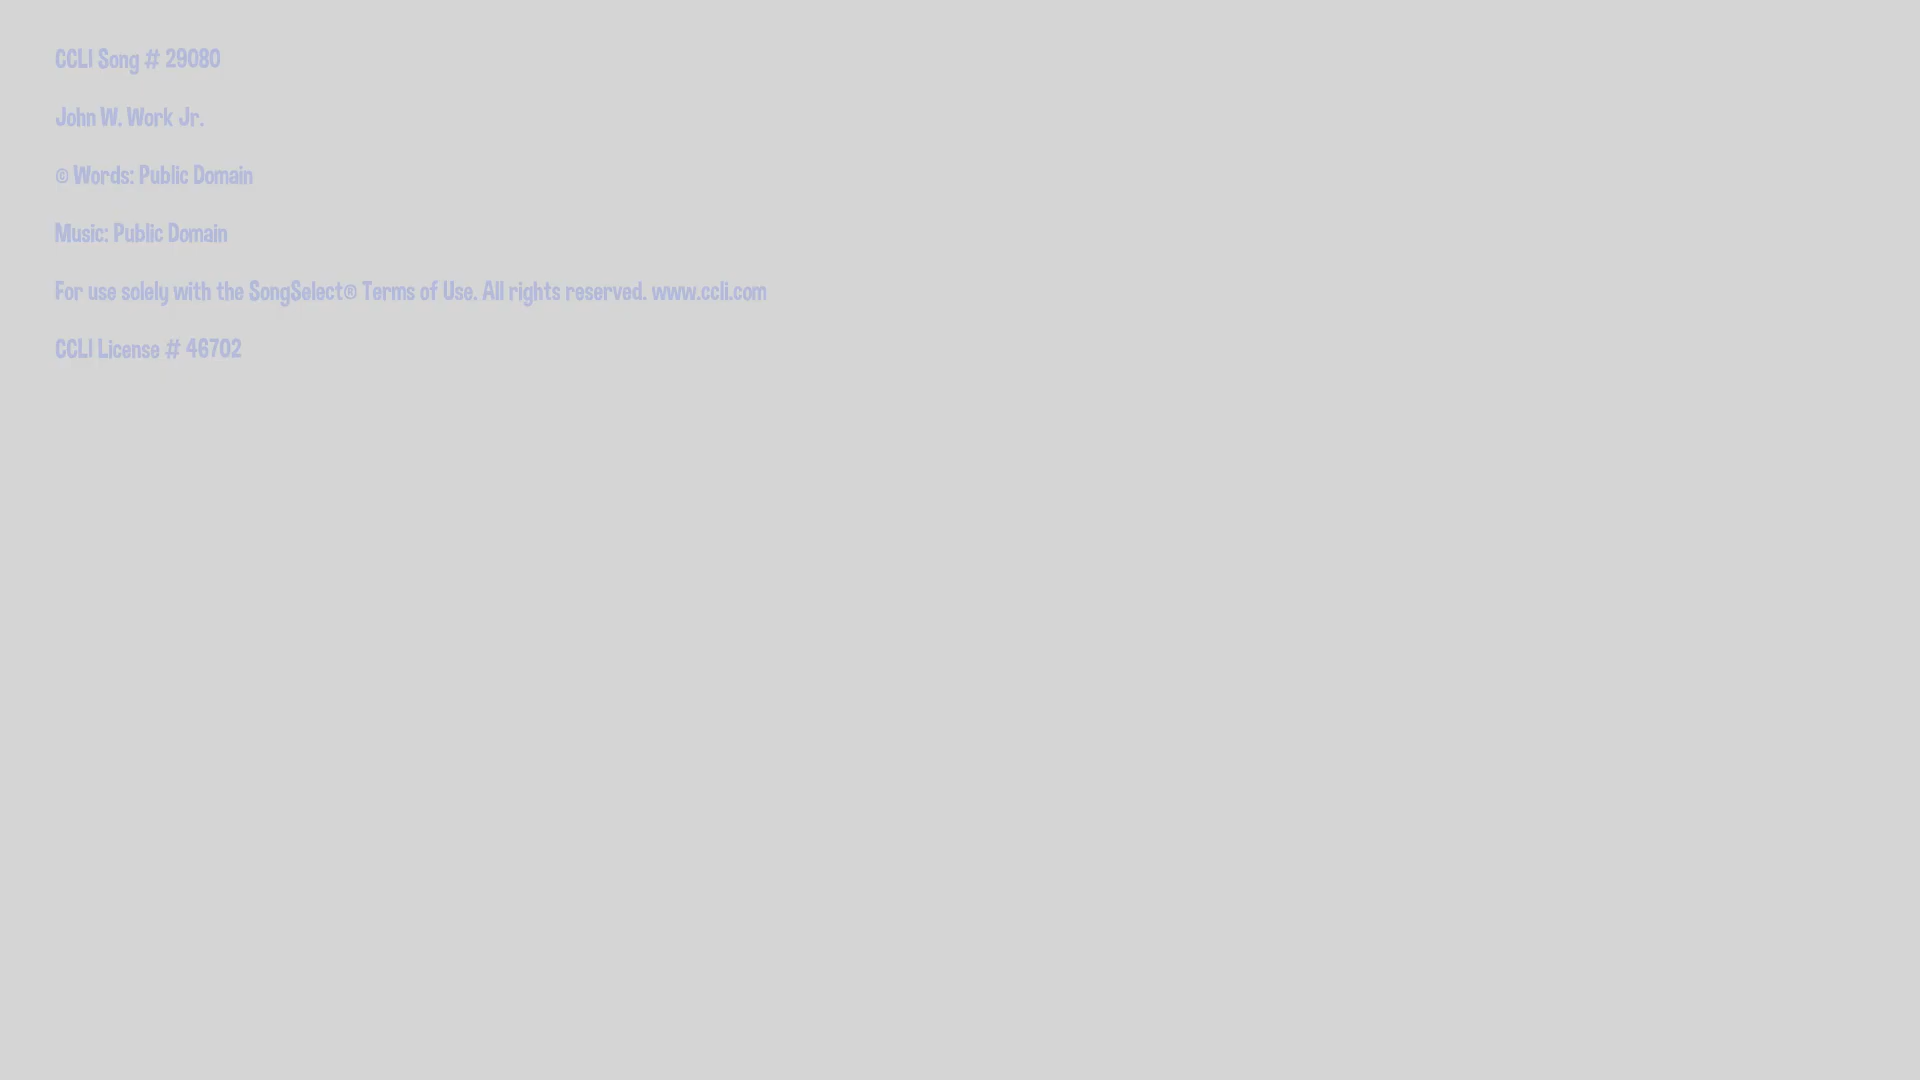 CCLI Song # 29080
John W. Work Jr.
© Words: Public Domain
Music: Public Domain
For use solely with the SongSelect® Terms of Use. All rights reserved. www.ccli.com
CCLI License # 46702